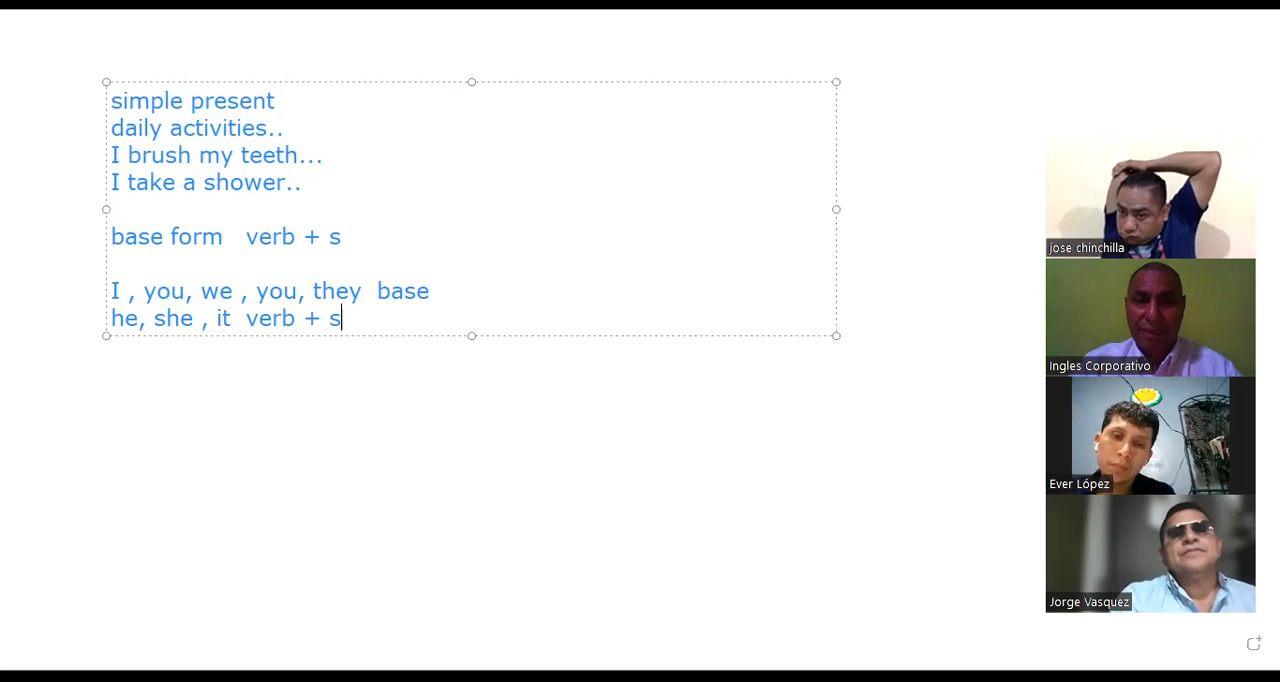 simple present
daily activities..
I brush my teeth...
I take a shower..
base form   verb + s
I , you, we , you, they  base
he, she , it  verb + s
jose chinchilla
Ingles Corporativo
Ever López
Jorge Vasquez